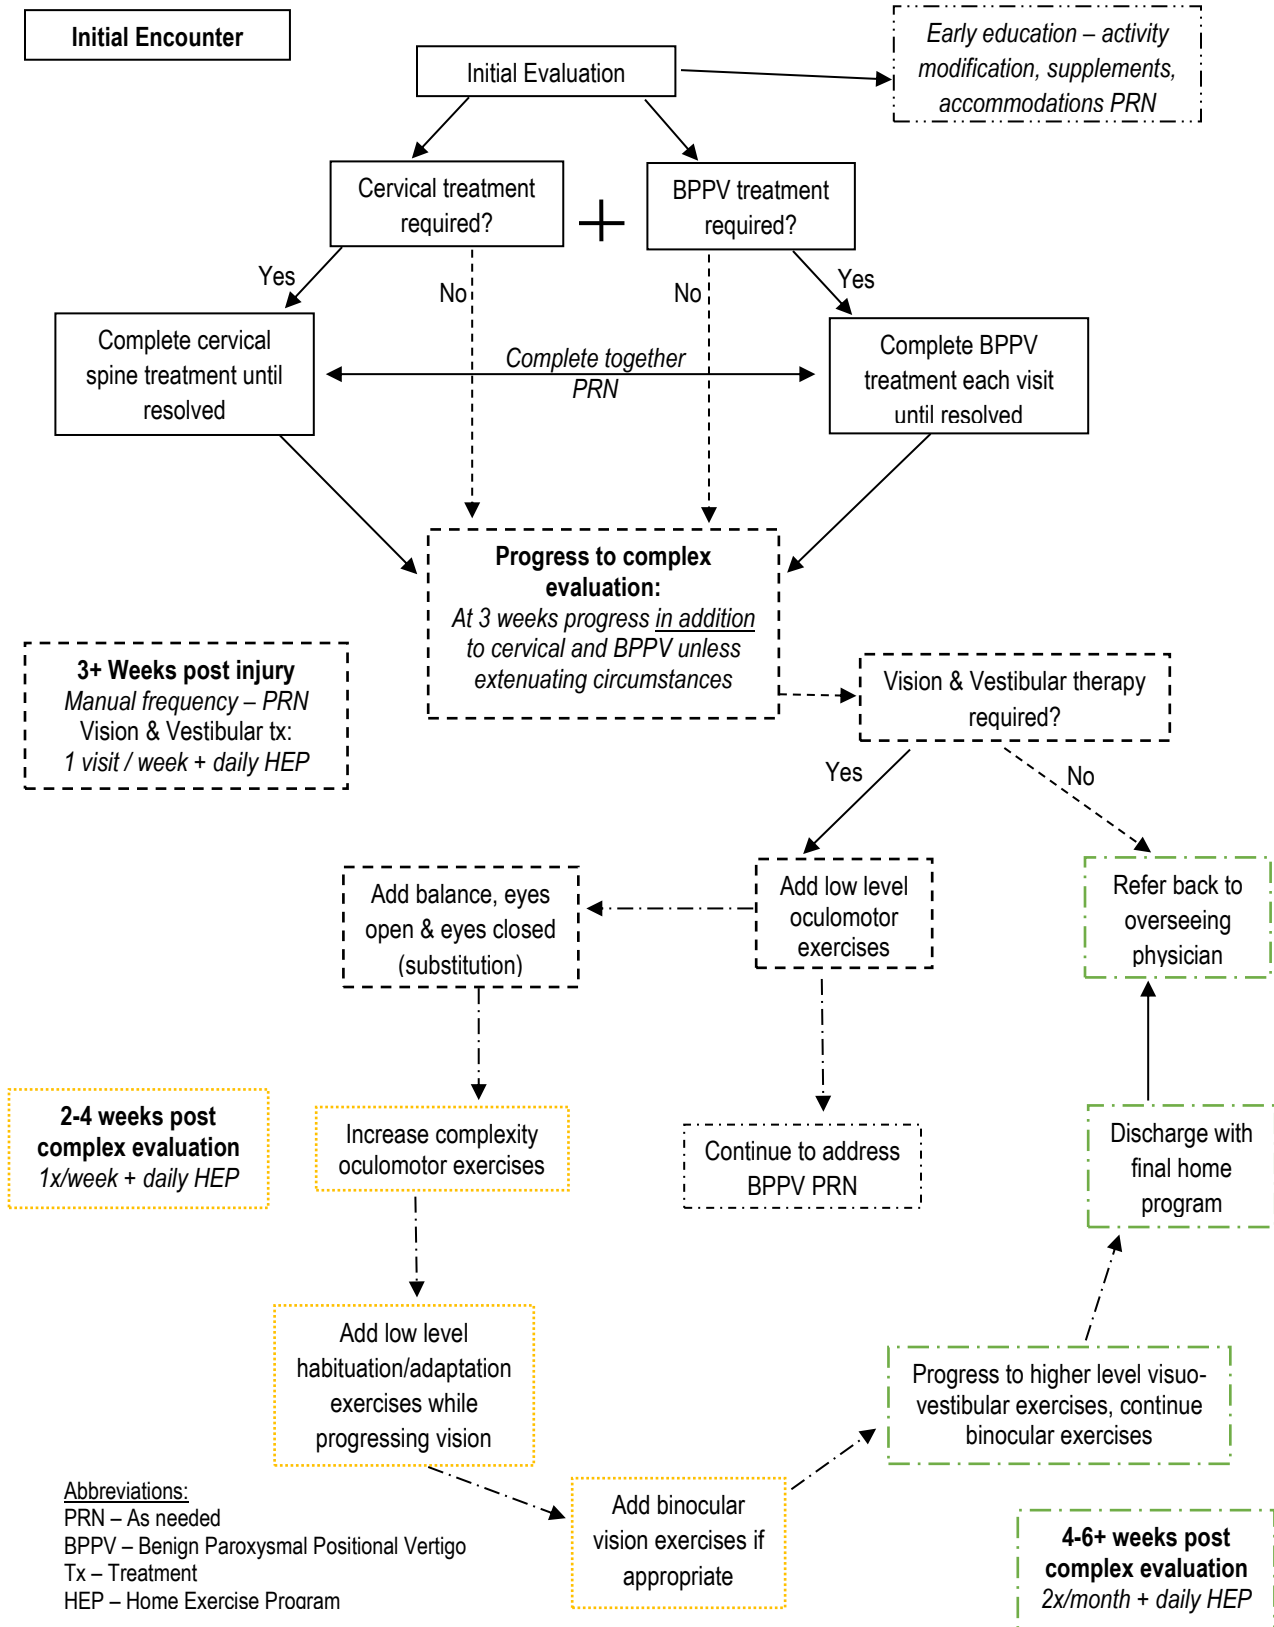 Initial Encounter
Initial Evaluation
Early education – activity
modification, supplements,
accommodations PRN
Cervical treatment
required?
BPPV treatment
required?
Yes
No
No
Yes
Complete cervical
spine treatment until
resolved
Complete together
PRN
Complete BPPV
treatment each visit
until resolved
Progress to complex
evaluation:
At 3 weeks progress in addition
to cervical and BPPV unless
extenuating circumstances
3+ Weeks post injury
Manual frequency – PRN
Vision & Vestibular tx:
1 visit / week + daily HEP
Vision & Vestibular therapy
required?
Yes
No
Add balance, eyes
open & eyes closed
(substitution)
Add low level
oculomotor
exercises
Refer back to
overseeing
physician
2-4 weeks post
complex evaluation
1x/week + daily HEP
Increase complexity
oculomotor exercises
Continue to address
BPPV PRN
Discharge with
final home
program
Add low level
habituation/adaptation
exercises while
progressing vision
Progress to higher level visuo-
vestibular exercises, continue
binocular exercises
Add binocular
vision exercises if
appropriate
Abbreviations:
PRN – As needed
BPPV – Benign Paroxysmal Positional Vertigo
Tx – Treatment
HEP – Home Exercise Program
4-6+ weeks post
complex evaluation
2x/month + daily HEP